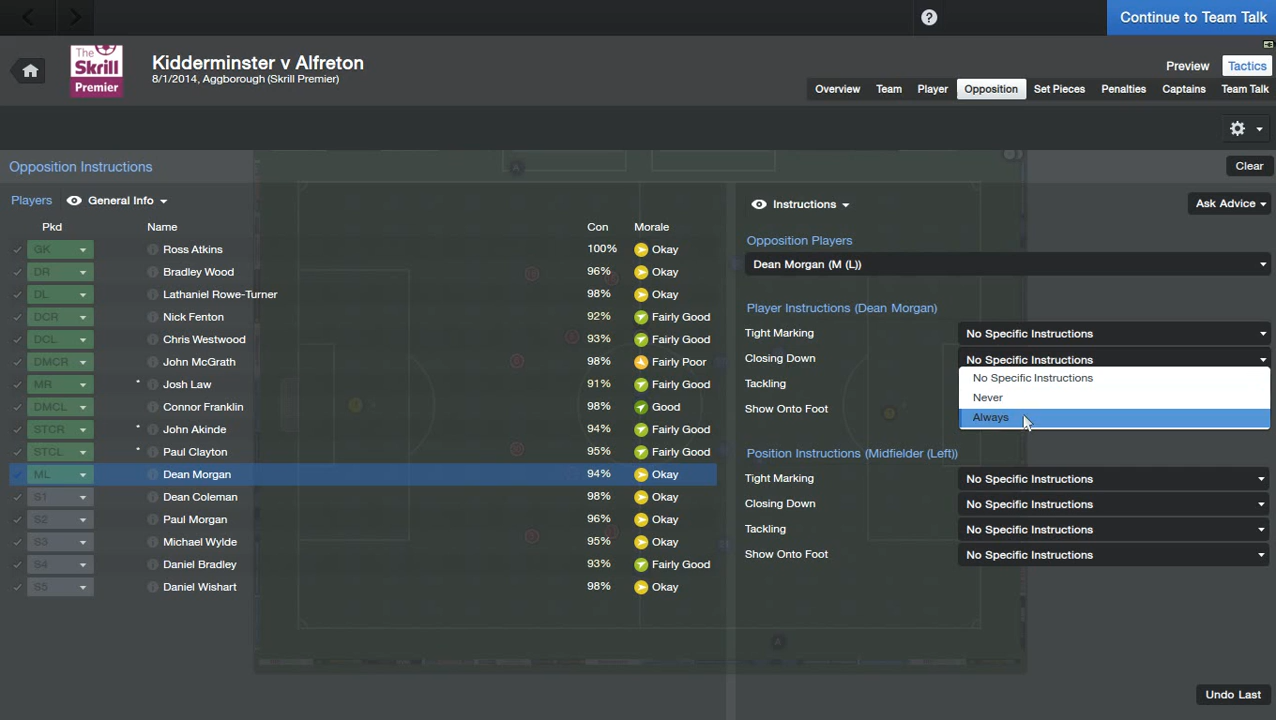 Continue to Team Talk
The
Skrill
Premier
Kidderminster v Alfreton
8/1/2014, Aggborough (Skrill Premier)
Preview
Tactics
Overview
Team
Player
Opposition
Set Pieces
Penalties
Captains
Team Talk
Opposition Instructions
Clear
Players
General Info
Instructions
Ask Advice
Pkd Name Con Morale
GK Ross Atkins 100% Okay
DR Bradley Wood 96% Okay
DL Lathaniel Rowe-Turner 98% Okay
DCR Nick Fenton 92% Fairly Good
DCL Chris Westwood 93% Fairly Good
DMCR John McGrath 98% Fairly Poor
MR Josh Law 91% Fairly Good
DMCL Connor Franklin 98% Good
STCR John Akinde 94% Fairly Good
STCL Paul Clayton 95% Fairly Good
ML Dean Morgan 94% Okay
S1 Dean Coleman 98% Okay
S2 Paul Morgan 96% Okay
S3 Michael Wylde 95% Okay
S4 Daniel Bradley 93% Fairly Good
S5 Daniel Wishart 98% Okay
Opposition Players
Dean Morgan (M (L))
Player Instructions (Dean Morgan)
Tight Marking No Specific Instructions
Closing Down No Specific Instructions
No Specific Instructions
Never
Always
Tackling
Show Onto Foot
Position Instructions (Midfielder (Left))
Tight Marking No Specific Instructions
Closing Down No Specific Instructions
Tackling No Specific Instructions
Show Onto Foot No Specific Instructions
Undo Last